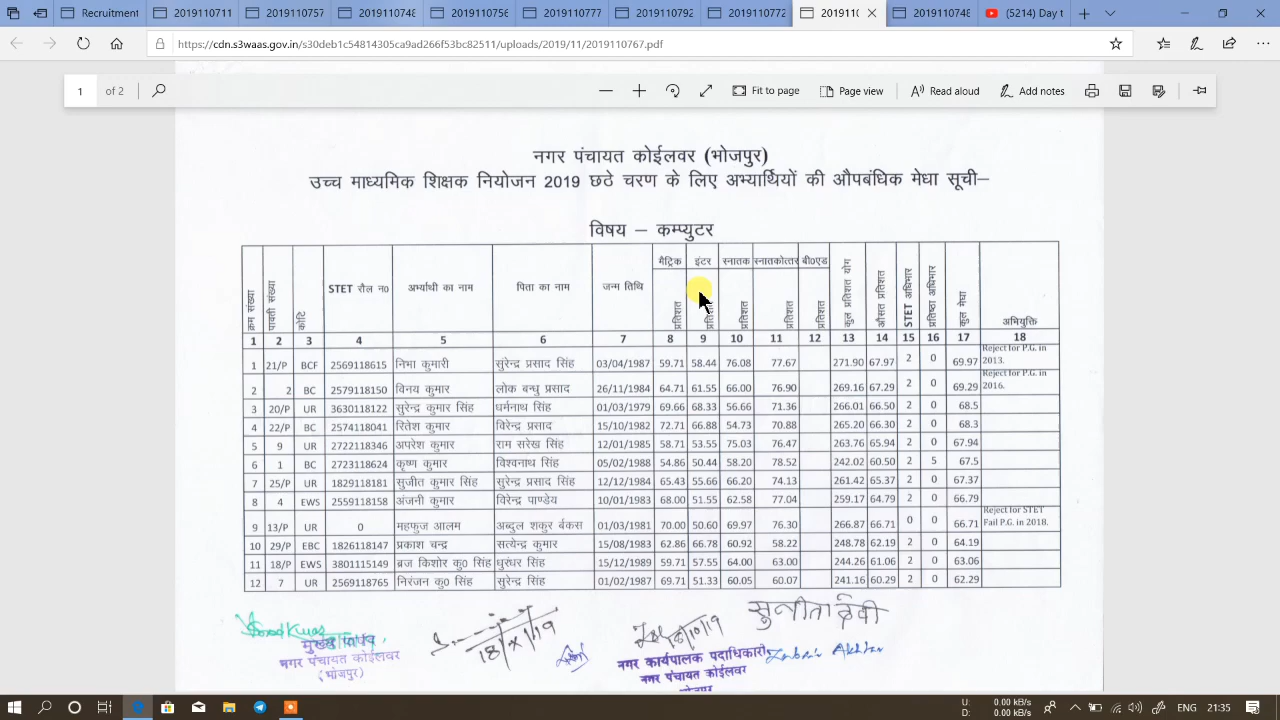 Recruitment
2019110711
2019110757
201911074
2019110710
2019110777
2019110772
201911
2019110748
(5214) Day t
https://cdn.s3waas.gov.in/s30deb1c54814305ca9ad266f53bc82511/uploads/2019/11/2019110767.pdf
1 of 2 Fit to page Page view Read aloud Add notes
नगर पंचायत कोईलवर (भोजपुर)
उच्च माध्यमिक शिक्षक नियोजन 2019 छठे चरण के लिए अभ्यार्थियों की औपबंधिक मेधा सूची–
विषय – कम्प्युटर
मैट्रिक इंटर स्नातक स्नातकोत्तर बी०एड
क्रम संख्या पावती संख्या कोटि STET रौल न0 अर्भ्याथी का नाम पिता का नाम जन्म तिथि प्रतिशत प्रतिशत प्रतिशत प्रतिशत प्रतिशत कुल प्रतिशत योग औसत प्रतिशत STET अधिभार प्रतिष्ठा अधिभार कुल मेधा अभियुक्ति
1 2 3 4 5 6 7 8 9 10 11 12 13 14 15 16 17 18
1 21/P BCF 2569118615 निभा कुमारी सुरेन्द्र प्रसाद सिंह 03/04/1987 59.71 58.44 76.08 77.67 271.90 67.97 2 0 69.97 Reject for P.G. in 2013.
2 2 BC 2579118150 विनय कुमार लोक बन्धु प्रसाद 26/11/1984 64.71 61.55 66.00 76.90 269.16 67.29 2 0 69.29 Reject for P.G. in 2016.
3 20/P UR 3630118122 सुरेन्द्र कुमार सिंह धर्मनाथ सिंह 01/03/1979 69.66 68.33 56.66 71.36 266.01 66.50 2 0 68.5
4 22/P BC 2574118041 रितेश कुमार विरेन्द्र प्रसाद 15/10/1982 72.71 66.88 54.73 70.88 265.20 66.30 2 0 68.3
5 9 UR 2722118346 अपरेश कुमार राम सरेख सिंह 12/01/1985 58.71 53.55 75.03 76.47 263.76 65.94 2 0 67.94
6 1 BC 2723118624 कृष्ण कुमार विश्वनाथ सिंह 05/02/1988 54.86 50.44 58.20 78.52 242.02 60.50 2 5 67.5
7 25/P UR 1829118181 सुजीत कुमार सिंह सुरेन्द्र प्रसाद सिंह 12/12/1984 65.43 55.66 66.20 74.13 261.42 65.37 2 0 67.37
8 4 EWS 2559118158 अंजनी कुमार विरेन्द्र पाण्डेय 10/01/1983 68.00 51.55 62.58 77.04 259.17 64.79 2 0 66.79
9 13/P UR 0 महफुज आलम अब्दुल शकुर बैकस 01/03/1981 70.00 50.60 69.97 76.30 266.87 66.71 0 0 66.71 Reject for STET Fail P.G. in 2018.
10 29/P EBC 1826118147 प्रकाश चन्द्र सत्येन्द्र कुमार 15/08/1983 62.86 66.78 60.92 58.22 248.78 62.19 2 0 64.19
11 18/P EWS 3801115149 ब्रज किशोर कु0 सिंह धुरंधर सिंह 15/12/1989 59.71 57.55 64.00 63.00 244.26 61.06 2 0 63.06
12 7 UR 2569118765 निरंजन कु0 सिंह सुरेन्द्र सिंह 01/02/1987 69.71 51.33 60.05 60.07 241.16 60.29 2 0 62.29
सुनीता देवी
18/X/19
18/10/19
मुख्य पार्षद
नगर पंचायत कोईलवर
(भोजपुर)
नगर कार्यपालक पदाधिकारी
नगर पंचायत कोईलवर
भोजपुर
Akhtar
U: 0.00 kB/s
D: 0.00 kB/s
ENG 21:35